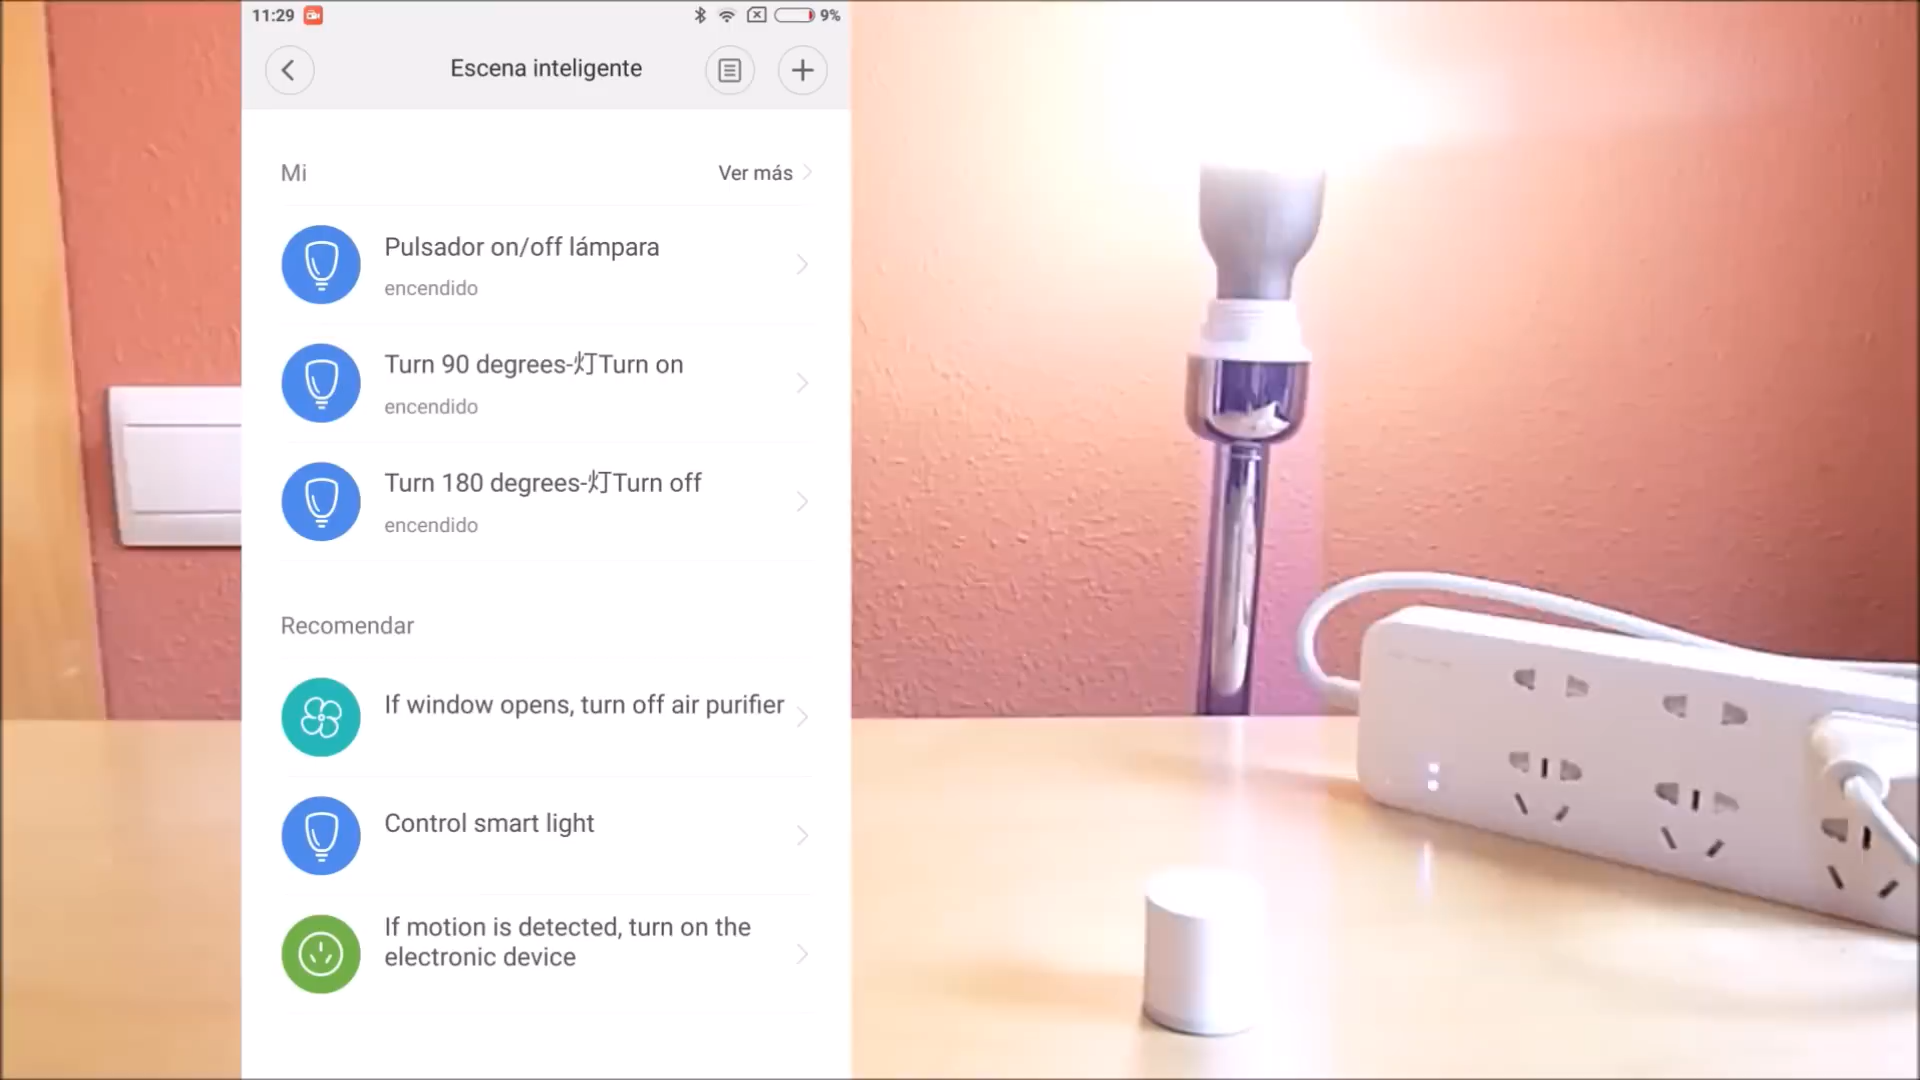 11:29
9%
Escena inteligente
Mi
Ver más
Pulsador on/off lámpara
encendido
Turn 90 degrees-灯Turn on
encendido
Turn 180 degrees-灯Turn off
encendido
Recomendar
If window opens, turn off air purifier
Control smart light
If motion is detected, turn on the
electronic device